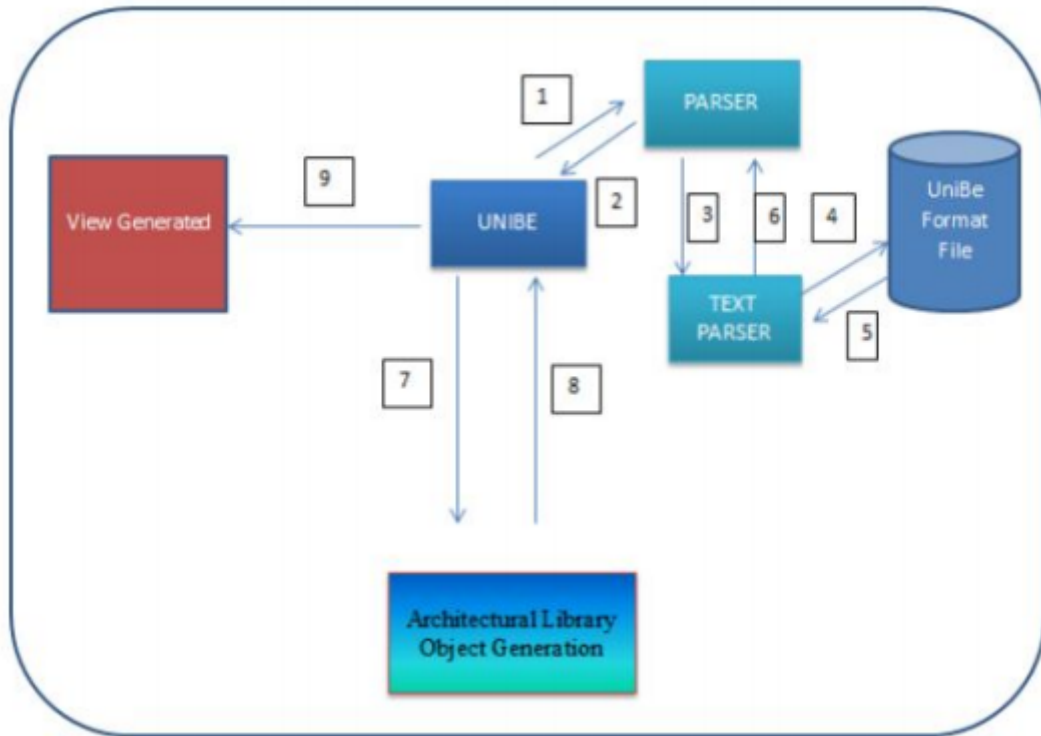 1
PARSER
UniBe
Format
File
9
View Generated
UNIBE
2
3
6
4
TEXT
PARSER
5
7
8
Architectural Library
Object Generation